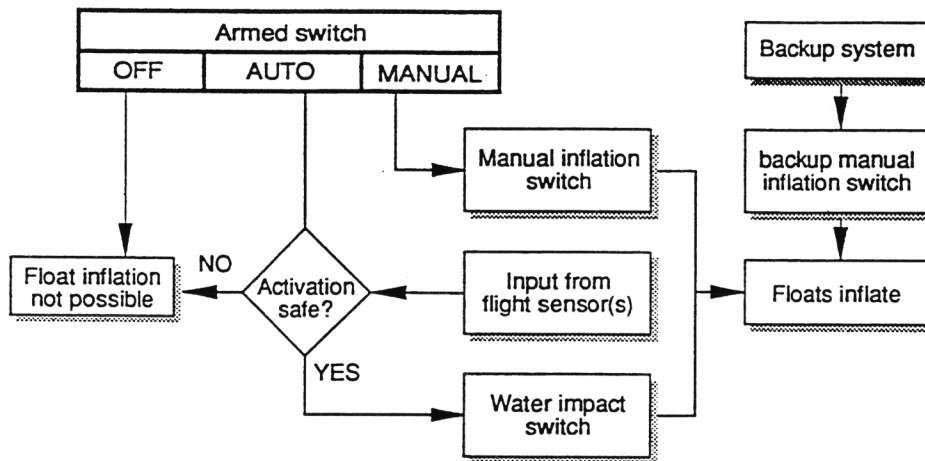 Armed switch
OFF
AUTO
MANUAL
Backup system
Manual inflation
switch
backup manual
inflation switch
Float inflation
not possible
NO
Activation
safe?
Input from
flight sensor(s)
Floats inflate
YES
Water impact
switch